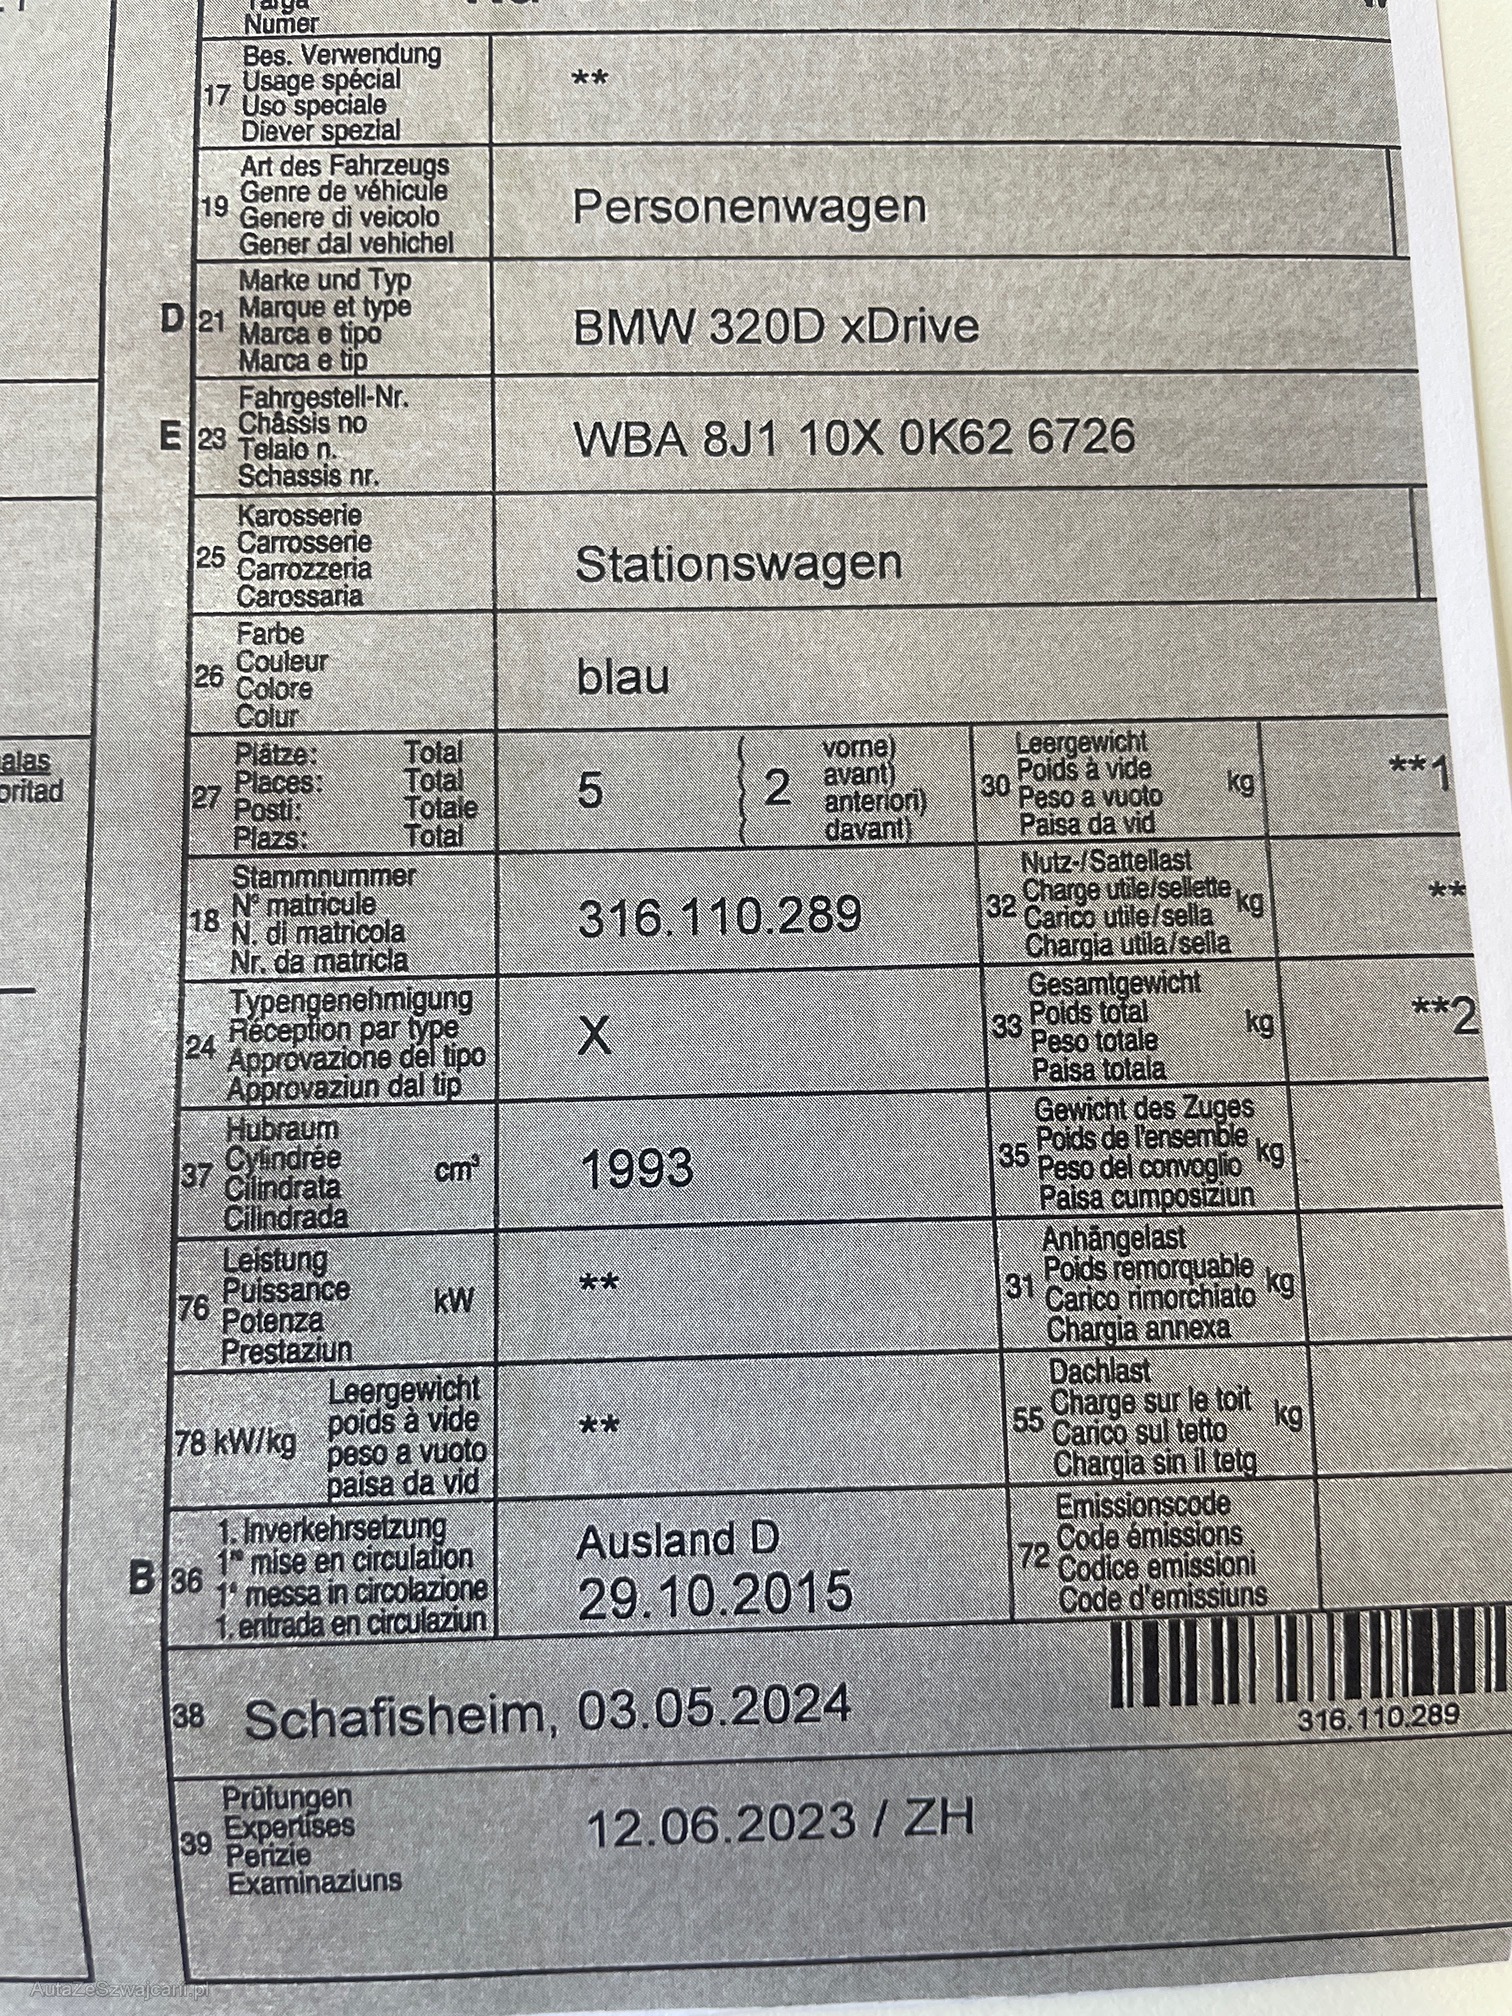 Targa
Numer
17 Bes. Verwendung
Usage spécial
Uso speciale
Diever spezial
**
19 Art des Fahrzeugs
Genre de véhicule
Genere di veicolo
Gener dal vehichel
Personenwagen
D 21 Marke und Typ
Marque et type
Marca e tipo
Marca e tip
BMW 320D xDrive
E 23 Fahrgestell-Nr.
Châssis no
Telaio n.
Schassis nr.
WBA 8J1 10X 0K62 6726
25 Karosserie
Carrosserie
Carrozzeria
Carossaria
Stationswagen
26 Farbe
Couleur
Colore
Colur
blau
27 Plätze: Total
Places: Total
Posti: Totale
Plazs: Total
5
2
vorne)
avant)
anteriori)
davant)
30 Leergewicht
Poids à vide
Peso a vuoto
Paisa da vid
kg
**1
18 Stammnummer
N° matricule
N. di matricola
Nr. da matricla
316.110.289
32 Nutz-/Sattellast
Charge utile/sellette
Carico utile/sella
Chargia utila/sella
kg
**
24 Typengenehmigung
Réception par type
Approvazione del tipo
Approvaziun dal tip
X
33 Gesamtgewicht
Poids total
Peso totale
Paisa totala
kg
**2
37 Hubraum
Cylindrée
Cilindrata
Cilindrada
cm³
1993
35 Gewicht des Zuges
Poids de l'ensemble
Peso del convoglio
Paisa cumposiziun
kg
76 Leistung
Puissance
Potenza
Prestaziun
kW
**
31 Anhängelast
Poids remorquable
Carico rimorchiato
Chargia annexa
kg
78 kW/kg
Leergewicht
poids à vide
peso a vuoto
paisa da vid
**
55 Dachlast
Charge sur le toit
Carico sul tetto
Chargia sin il tetg
kg
B 36 1. Inverkehrsetzung
1re mise en circulation
1a messa in circolazione
1. entrada en circulaziun
Ausland D
29.10.2015
72 Emissionscode
Code émissions
Codice emissioni
Code d'emissiuns
38 Schafisheim, 03.05.2024
316.110.289
39 Prüfungen
Expertises
Perizie
Examinaziuns
12.06.2023 / ZH
alas
oritad
AutaZeSzwajcarii.pl